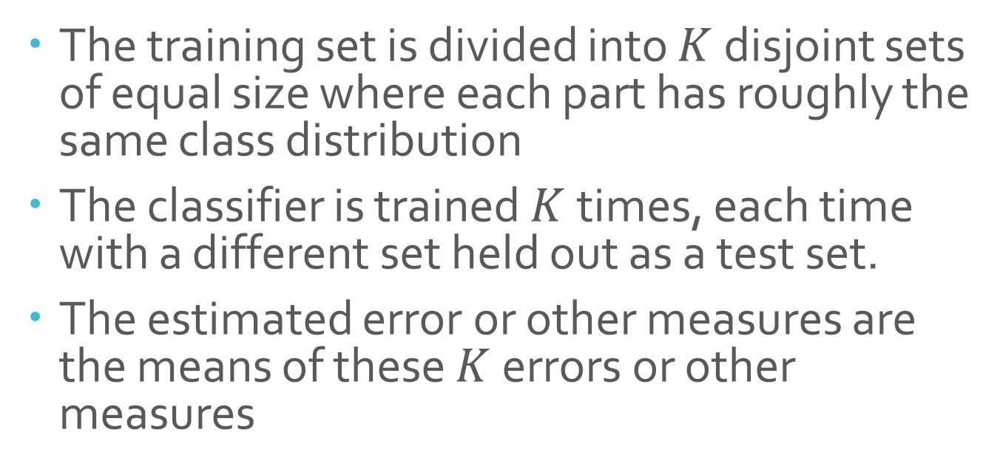 • The training set is divided into K disjoint sets
of equal size where each part has roughly the
same class distribution
• The classifier is trained K times, each time
with a different set held out as a test set.
• The estimated error or other measures are
the means of these K errors or other
measures